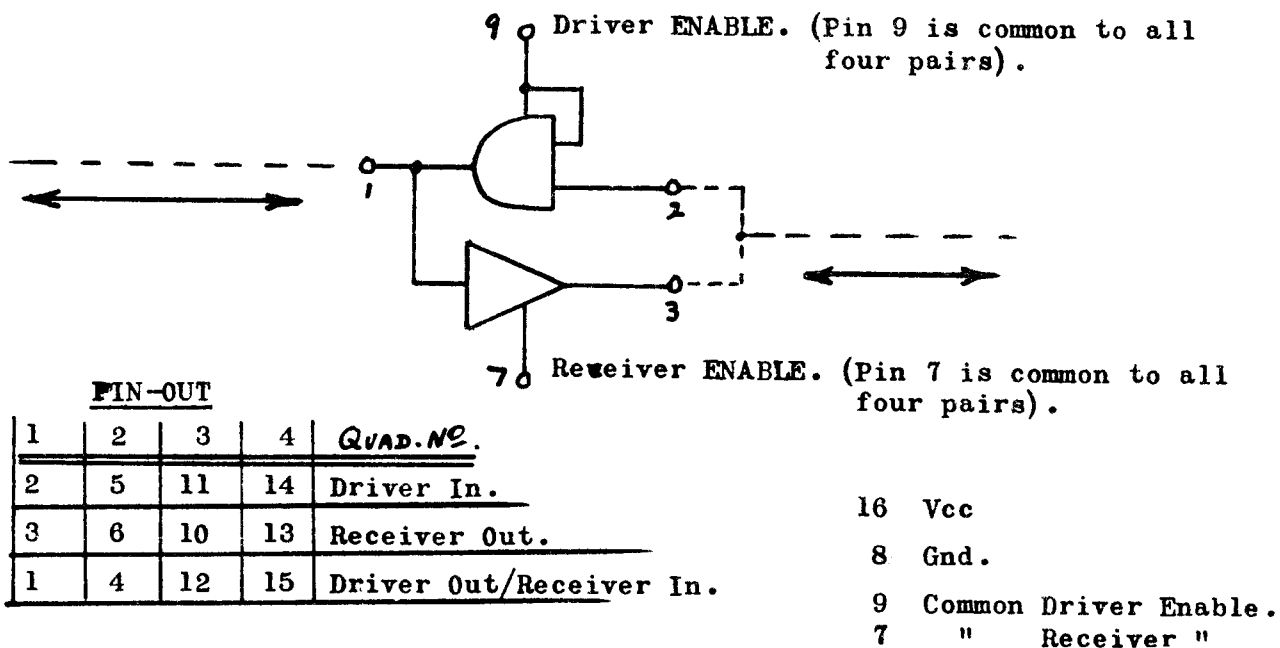 9 Driver ENABLE. (Pin 9 is common to all
four pairs).
1
2
3
7 Receiver ENABLE. (Pin 7 is common to all
four pairs).
PIN-OUT
1 2 3 4 QUAD. Nº.
2 5 11 14 Driver In.
3 6 10 13 Receiver Out.
1 4 12 15 Driver Out/Receiver In.
16 Vcc
8 Gnd.
9 Common Driver Enable.
7 " Receiver "